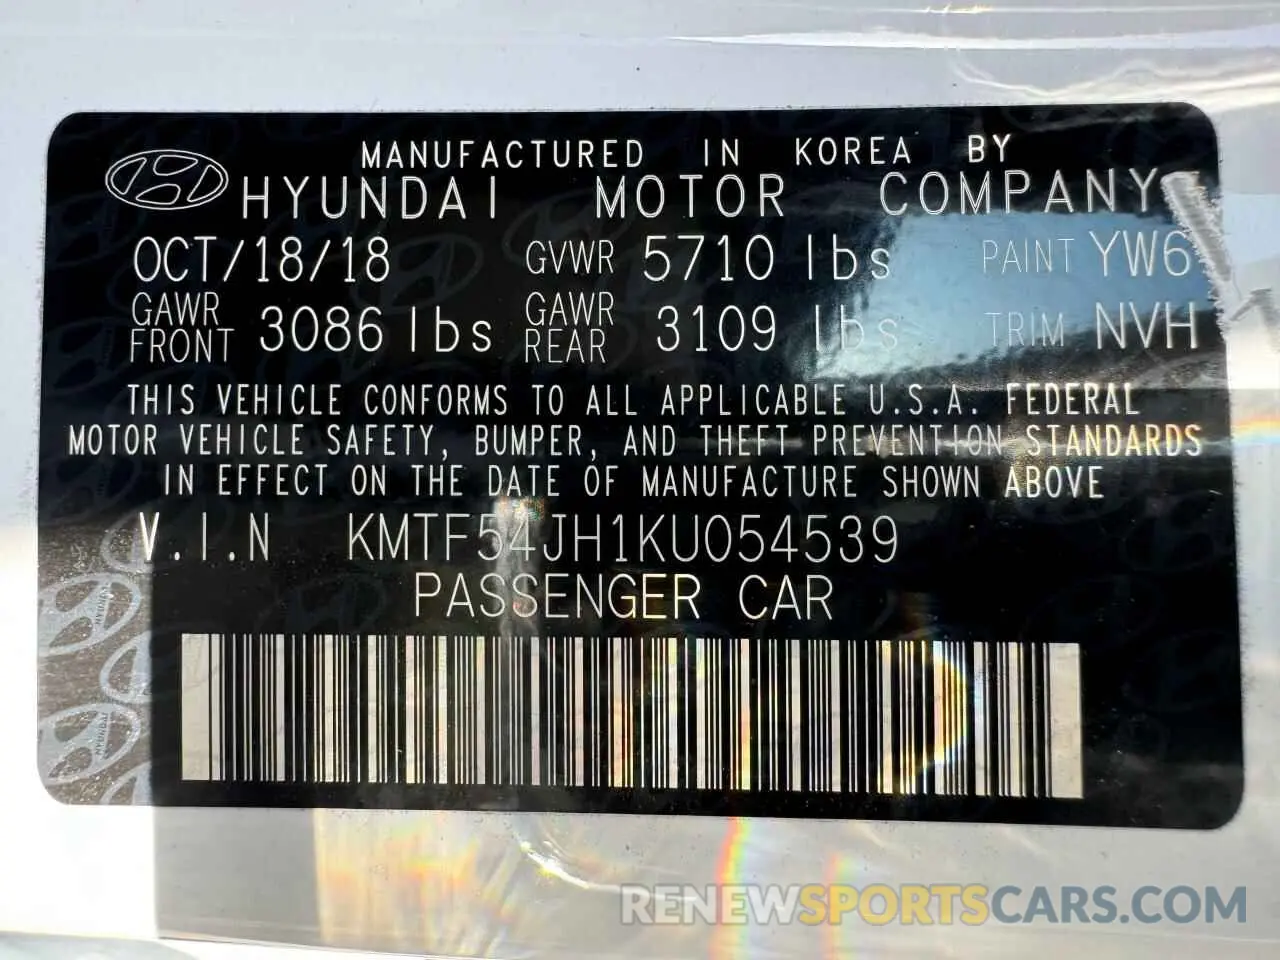 MANUFACTURED IN KOREA BY
HYUNDAI MOTOR COMPANY
OCT/18/18 GVWR 5710 lbs PAINT YW6
GAWR FRONT 3086 lbs GAWR REAR 3109 lbs TRIM NVH
THIS VEHICLE CONFORMS TO ALL APPLICABLE U.S.A. FEDERAL
MOTOR VEHICLE SAFETY, BUMPER, AND THEFT PREVENTION STANDARDS
IN EFFECT ON THE DATE OF MANUFACTURE SHOWN ABOVE
V.I.N KMTF54JH1KU054539
PASSENGER CAR
HYUNDAI
HYUNDAI
RENEWSPORTSCARS.COM